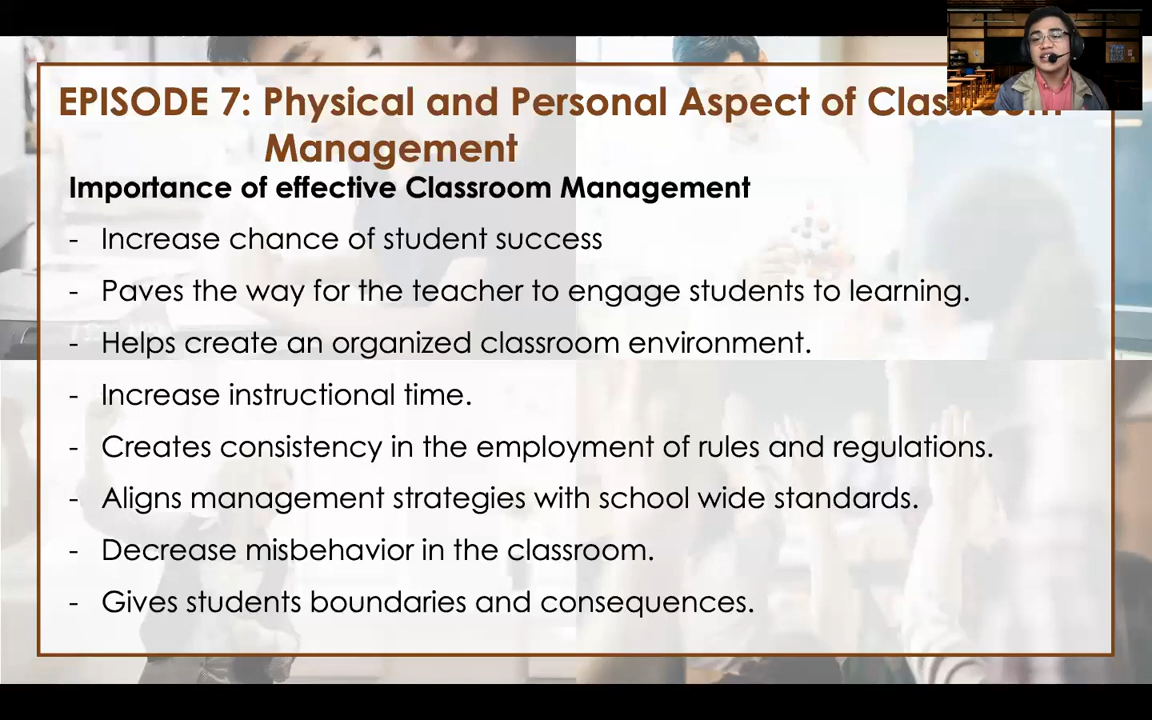 EPISODE 7: Physical and Personal Aspect of Classroom
Management
Importance of effective Classroom Management
- Increase chance of student success
- Paves the way for the teacher to engage students to learning.
- Helps create an organized classroom environment.
- Increase instructional time.
- Creates consistency in the employment of rules and regulations.
- Aligns management strategies with school wide standards.
- Decrease misbehavior in the classroom.
- Gives students boundaries and consequences.